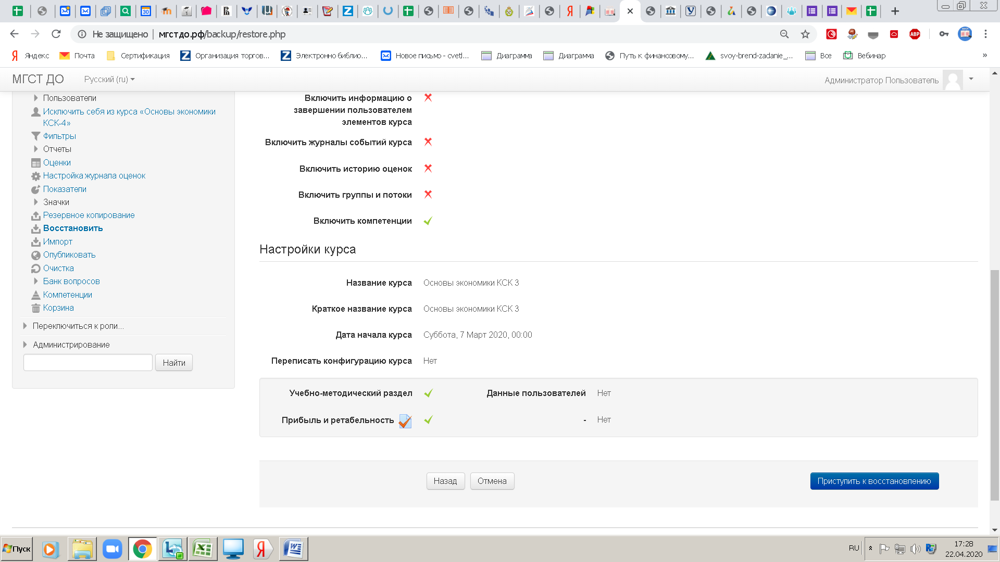 Не защищено | мгстдо.рф/backup/restore.php
Яндекс Почта Сертификация Организация торгов... Электронно библио... Новое письмо - cvetl... Диаграмма Диаграмма Путь к финансовому... svoy-brend-zadanie_... Все Вебинар »
МГСТ ДО Русский (ru) Администратор Пользователь
Пользователи
Исключить себя из курса «Основы экономики
КСК-4»
Фильтры
Отчеты
Оценки
Настройка журнала оценок
Показатели
Значки
Резервное копирование
Восстановить
Импорт
Опубликовать
Очистка
Банк вопросов
Компетенции
Корзина
Переключиться к роли...
Администрирование
Найти
Включить информацию о
завершении пользователем
элементов курса
Включить журналы событий курса
Включить историю оценок
Включить группы и потоки
Включить компетенции
Настройки курса
Название курса Основы экономики КСК 3
Краткое название курса Основы экономики КСК 3
Дата начала курса Суббота, 7 Март 2020, 00:00
Переписать конфигурацию курса Нет
Учебно-методический раздел Данные пользователей Нет
Прибыль и ретабельность - Нет
Назад Отмена Приступить к восстановлению
Пуск RU 17:28
22.04.2020